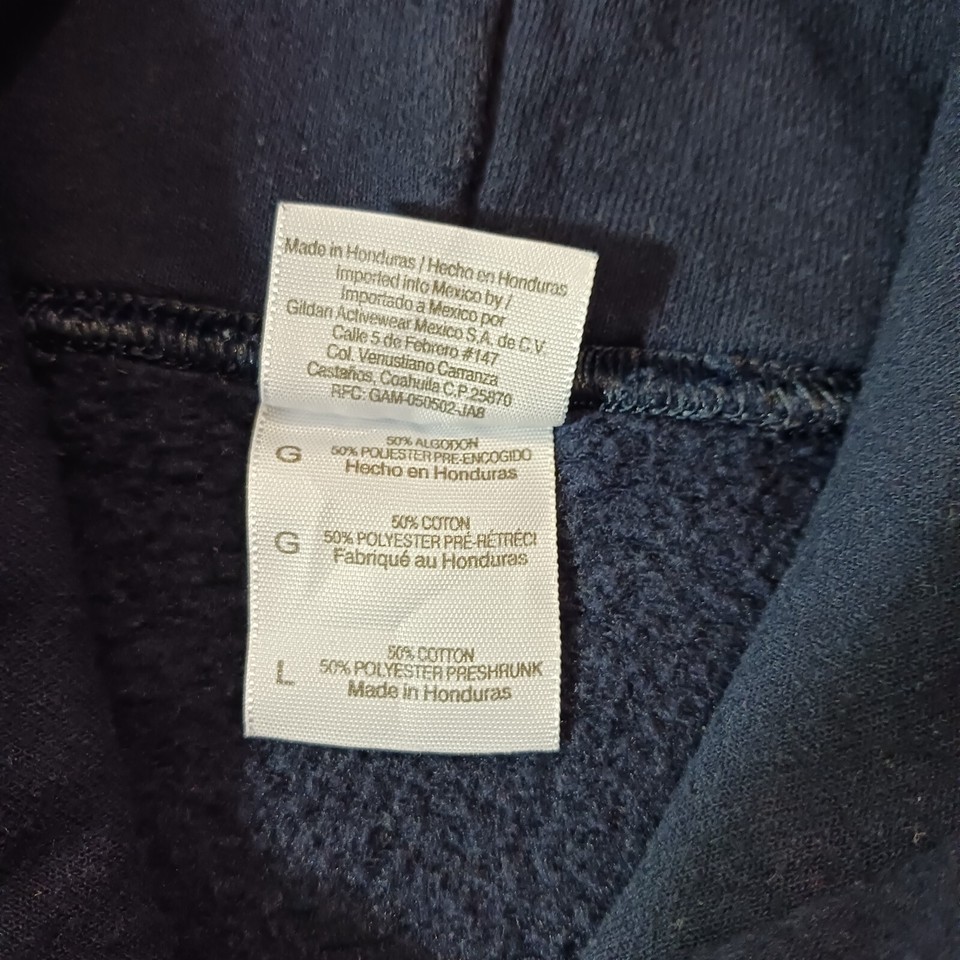 Made in Honduras / Hecho en Honduras
Imported into Mexico by /
Importado a Mexico por
Gildan Activewear Mexico S.A. de C.V.
Calle 5 de Febrero #147
Col. Venustiano Carranza
Castaños, Coahuila C.P. 25870
RFC: GAM-050502-JA8
50% ALGODON
G 50% POLIESTER PRE-ENCOGIDO
Hecho en Honduras
50% COTON
G 50% POLYESTER PRÉ-RÉTRÉCI
Fabriqué au Honduras
50% COTTON
L 50% POLYESTER PRESHRUNK
Made in Honduras